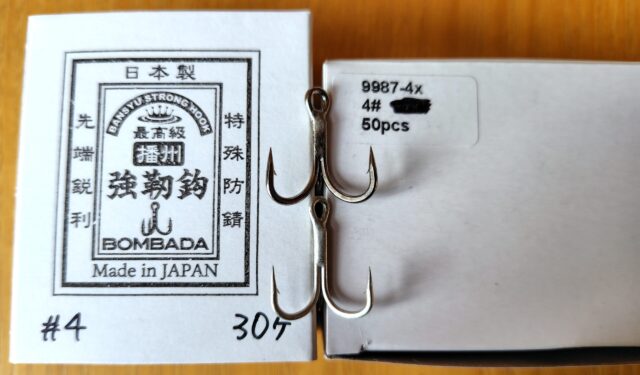 日本製
BANSYU STRONG HOOK
最高級
播州
強靭鈎
BOMBADA
先端鋭利
特殊防錆
Made in JAPAN
#4
30ケ
9987-4x
4#
50pcs